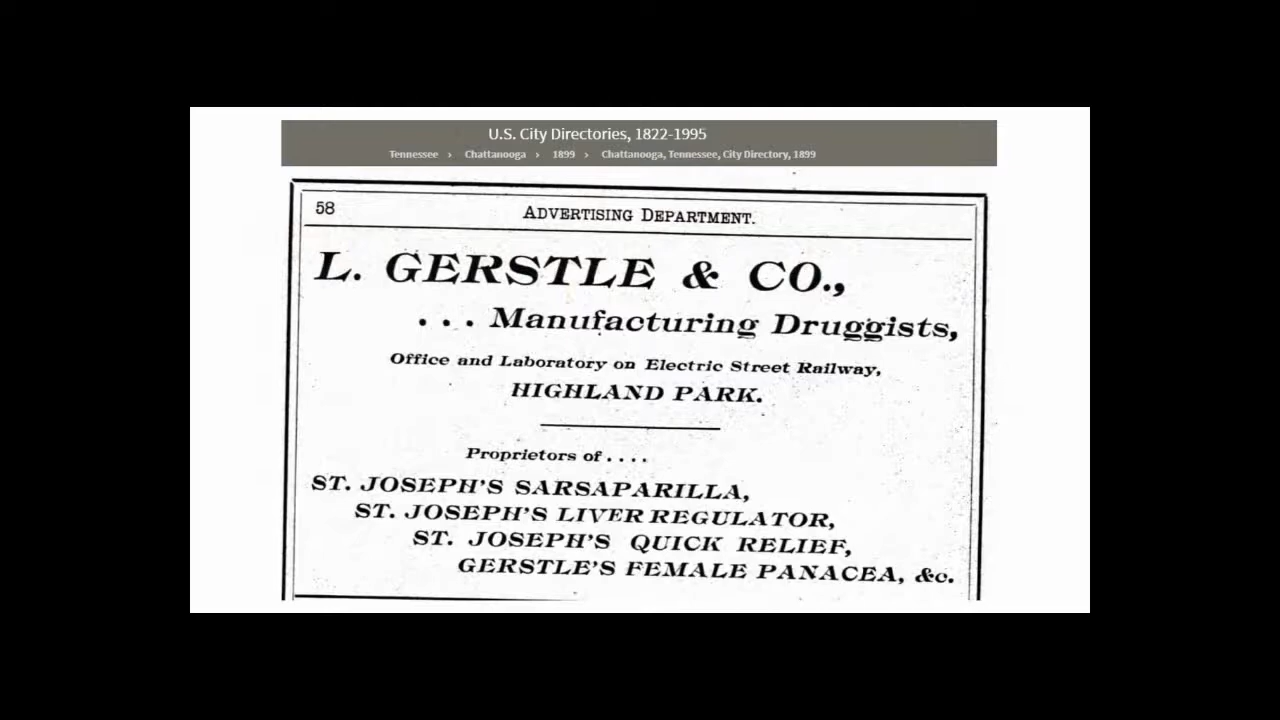 U.S. City Directories, 1822-1995
Tennessee › Chattanooga › 1899 › Chattanooga, Tennessee, City Directory, 1899
58 ADVERTISING DEPARTMENT.
L. GERSTLE & CO.,
. . . Manufacturing Druggists,
Office and Laboratory on Electric Street Railway,
HIGHLAND PARK.
Proprietors of . . . .
ST. JOSEPH'S SARSAPARILLA,
ST. JOSEPH'S LIVER REGULATOR,
ST. JOSEPH'S QUICK RELIEF,
GERSTLE'S FEMALE PANACEA, &c.